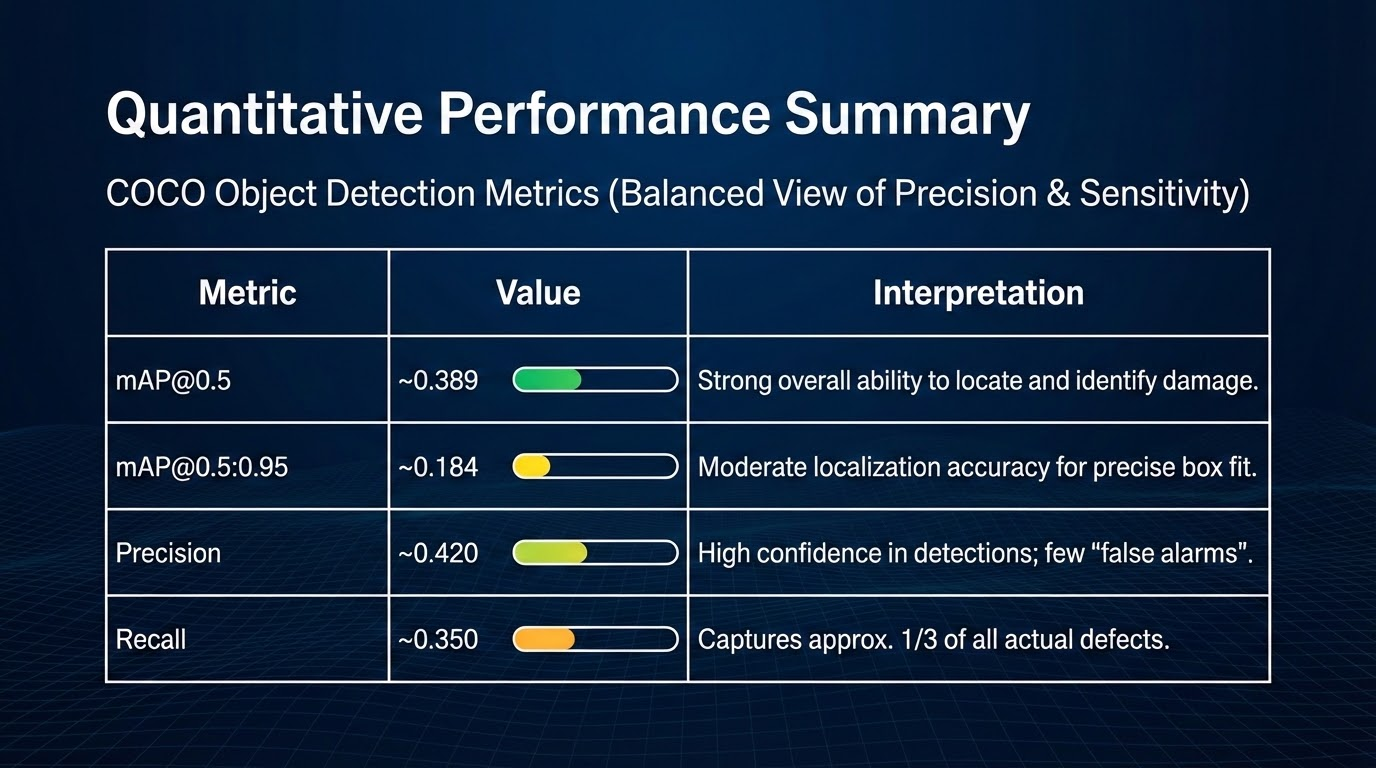 Quantitative Performance Summary
COCO Object Detection Metrics (Balanced View of Precision & Sensitivity)
Metric Value Interpretation
mAP@0.5 ~0.389 Strong overall ability to locate and identify damage.
mAP@0.5:0.95 ~0.184 Moderate localization accuracy for precise box fit.
Precision ~0.420 High confidence in detections; few “false alarms”.
Recall ~0.350 Captures approx. 1/3 of all actual defects.